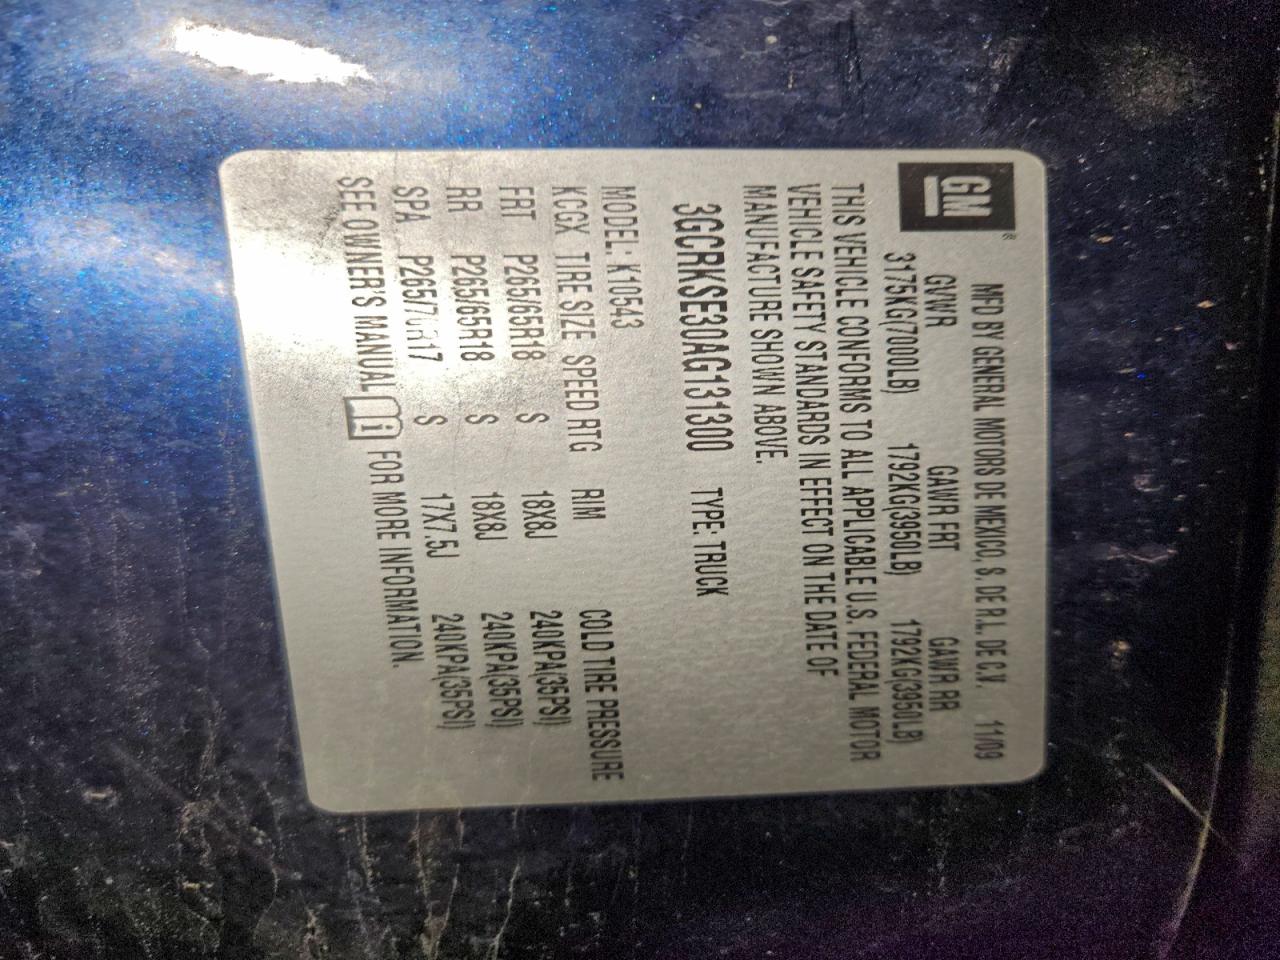 GM®
MFD BY GENERAL MOTORS DE MEXICO, S. DE R.L. DE C.V. 11/09
GVWR GAWR FRT GAWR RR
3175KG(7000LB) 1792KG(3950LB) 1792KG(3950LB)
THIS VEHICLE CONFORMS TO ALL APPLICABLE U.S. FEDERAL MOTOR
VEHICLE SAFETY STANDARDS IN EFFECT ON THE DATE OF
MANUFACTURE SHOWN ABOVE.
3GCRKSE30AG131300 TYPE: TRUCK
MODEL: K10543
KCGX TIRE SIZE SPEED RTG RIM COLD TIRE PRESSURE
FRT P265/65R18 S 18X8J 240KPA(35PSI)
RR P265/65R18 S 18X8J 240KPA(35PSI)
SPA P265/70R17 S 17X7.5J 240KPA(35PSI)
SEE OWNER'S MANUAL FOR MORE INFORMATION.